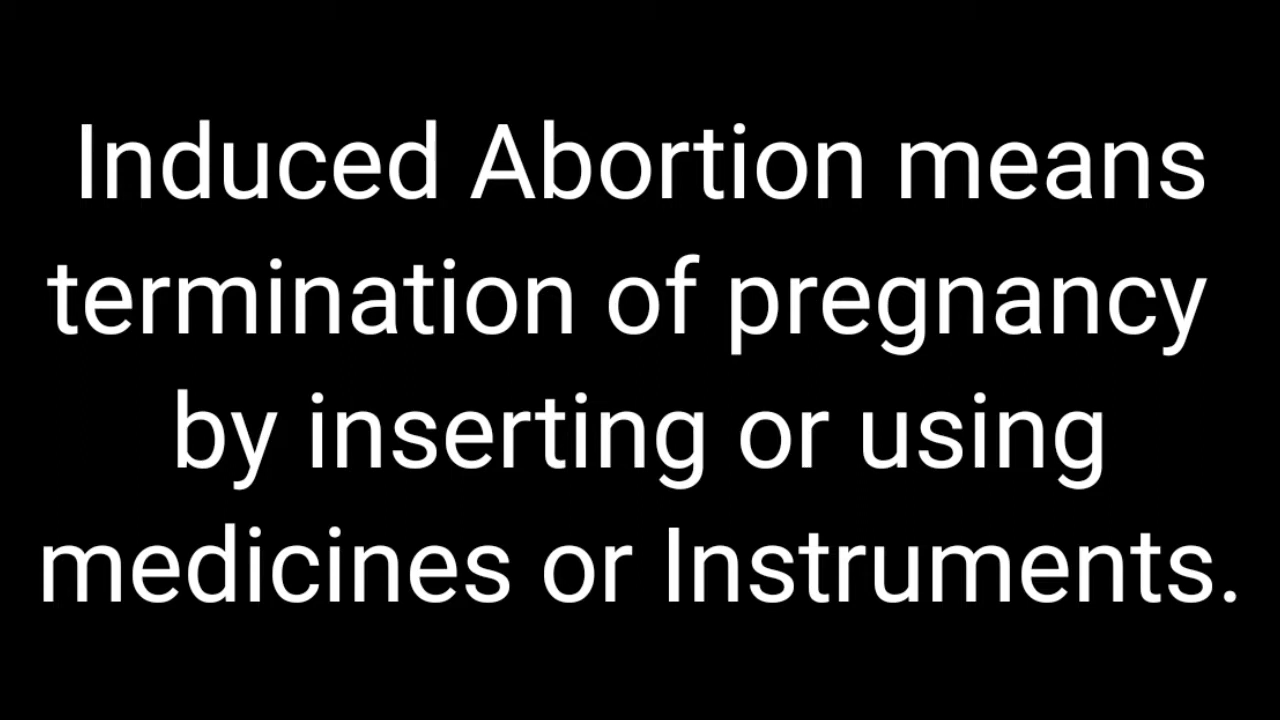 Induced Abortion means
termination of pregnancy
by inserting or using
medicines or Instruments.